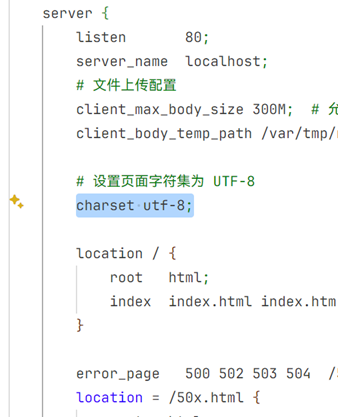 server {
listen 80;
server_name localhost;
# 文件上传配置
client_max_body_size 300M; # 允
client_body_temp_path /var/tmp/
# 设置页面字符集为 UTF-8
charset utf-8;
location / {
root html;
index index.html index.htm
}
error_page 500 502 503 504 /5
location = /50x.html {